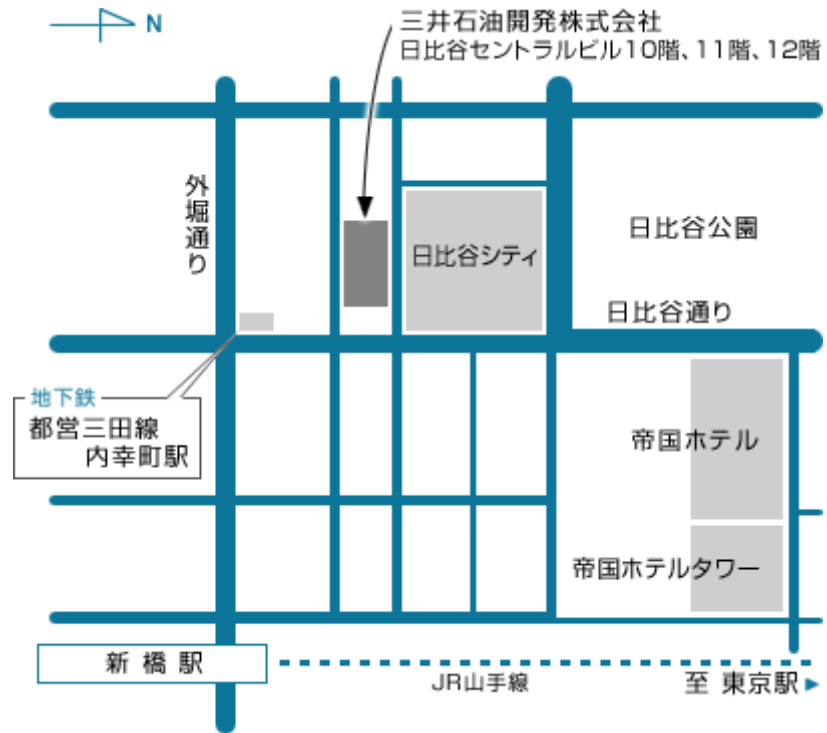 N
三井石油開発株式会社
日比谷セントラルビル10階、11階、12階
外堀通り
日比谷シティ
日比谷公園
日比谷通り
地下鉄
都営三田線
内幸町駅
帝国ホテル
帝国ホテルタワー
新橋駅
JR山手線
至 東京駅